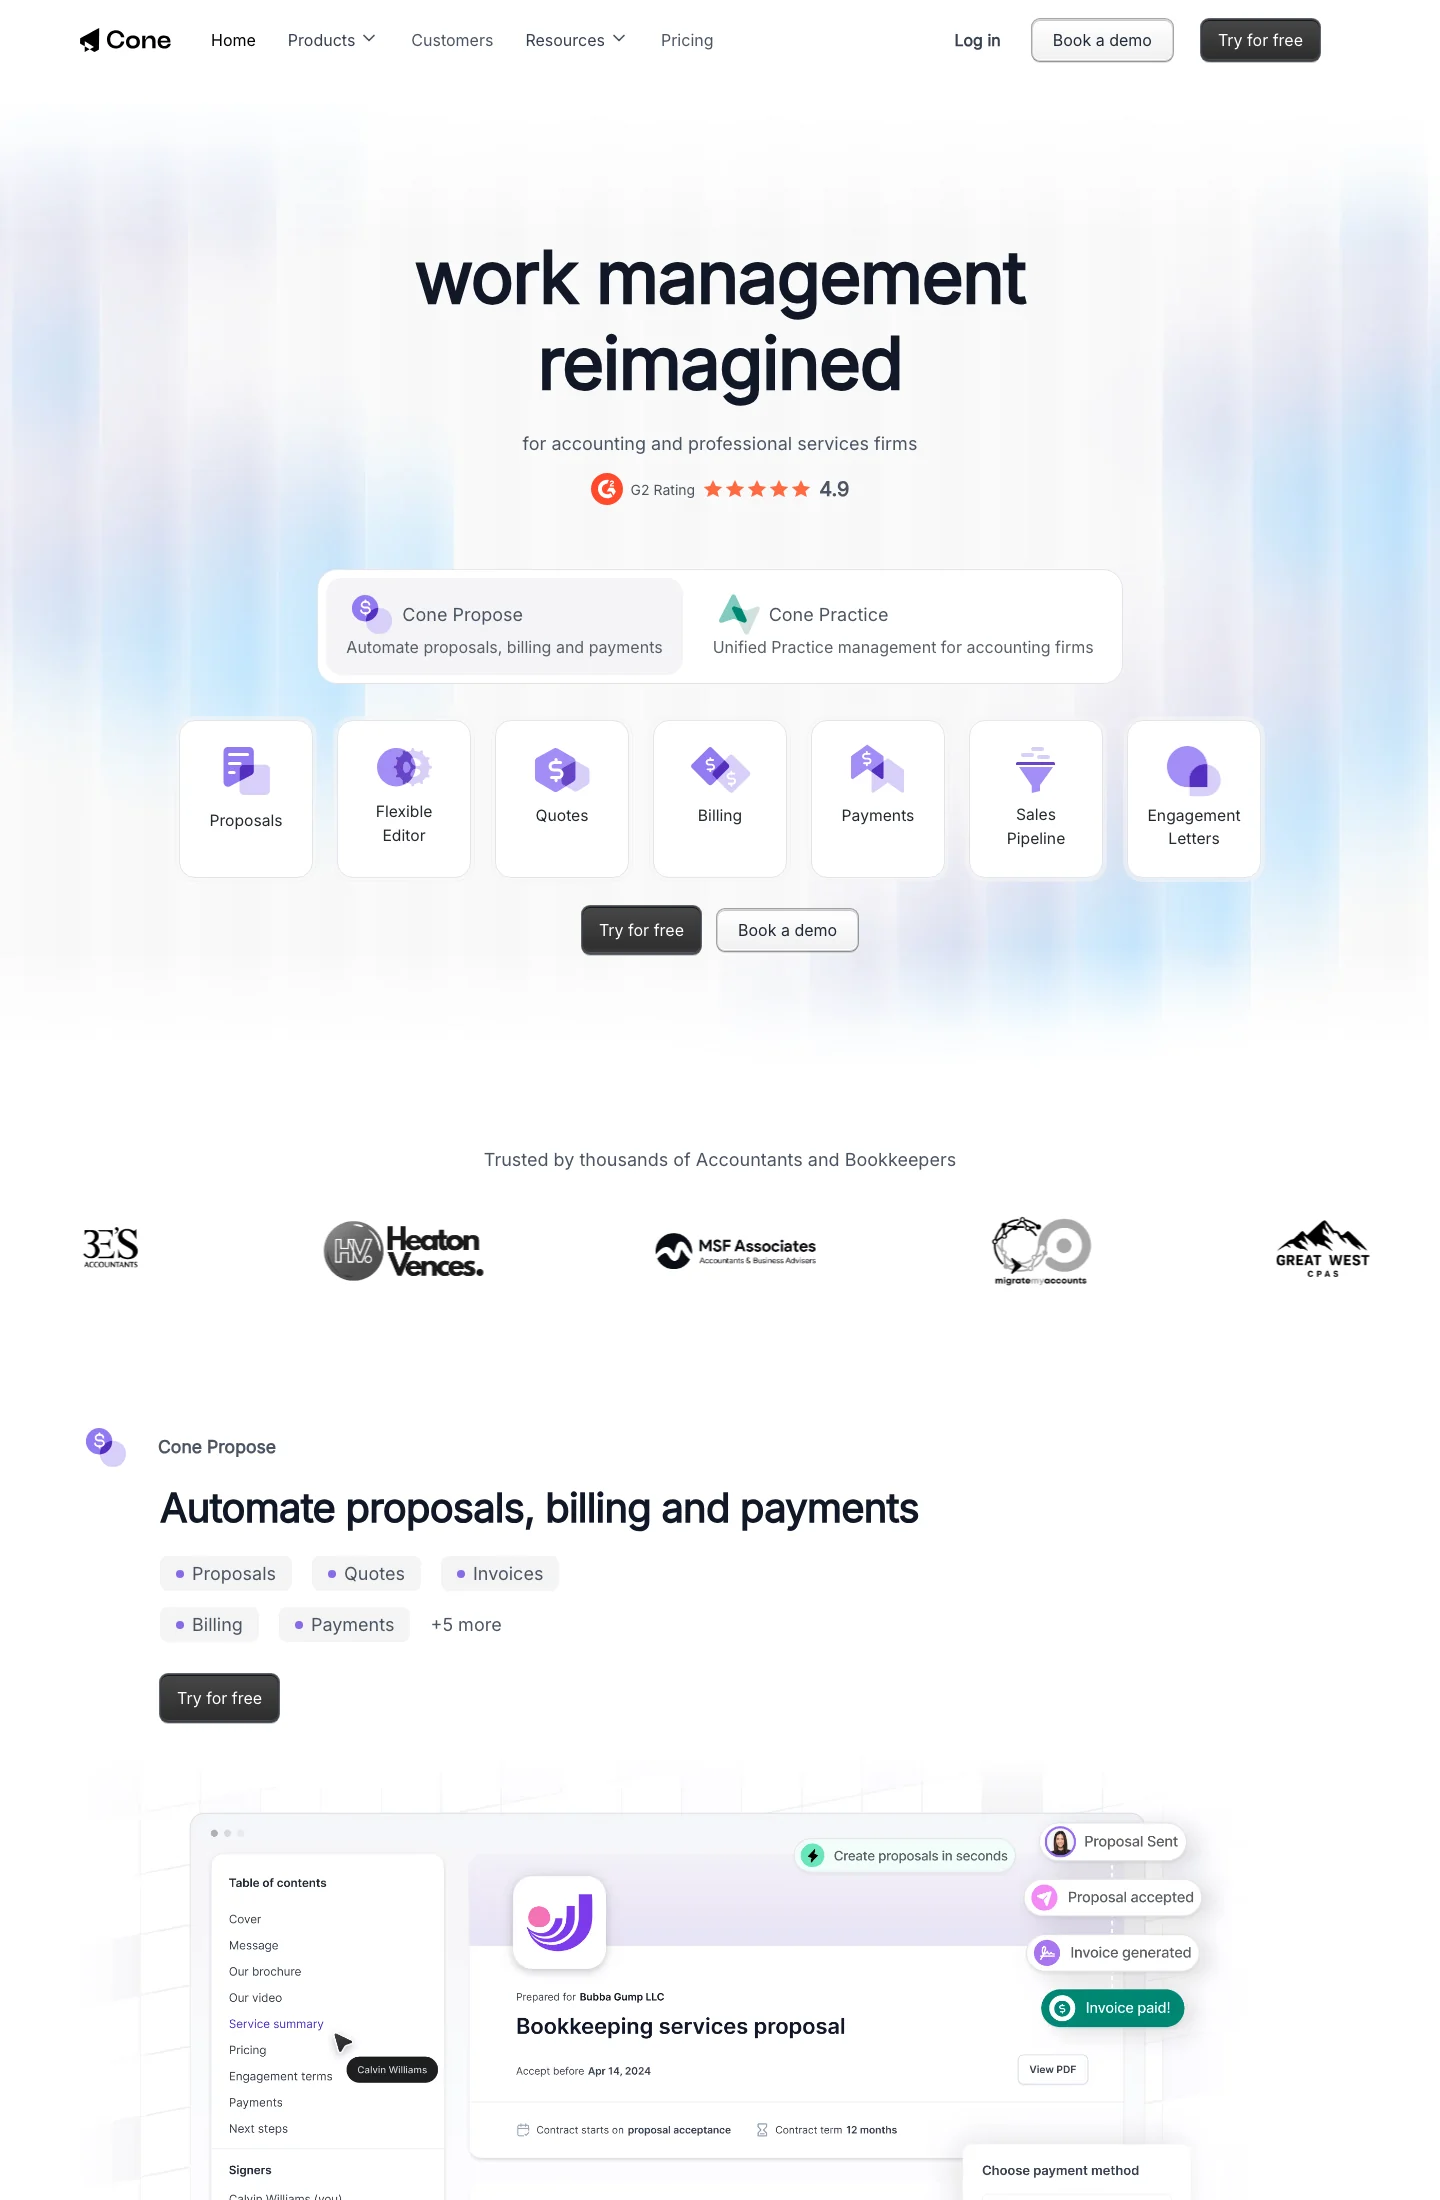 Cone
Home
Products
Customers
Resources
Pricing
Log in
Book a demo
Try for free
work management
reimagined
for accounting and professional services firms
G2 Rating
4.9
Cone Propose
Automate proposals, billing and payments
Cone Practice
Unified Practice management for accounting firms
Proposals
Flexible
Editor
Quotes
Billing
Payments
Sales
Pipeline
Engagement
Letters
Try for free
Book a demo
Trusted by thousands of Accountants and Bookkeepers
3E'S
ACCOUNTANTS
HV.
Heaton
Vences.
MSF Associates
Accountants & Business Advisers
migratemyaccounts
GREAT WEST
CPAS
Cone Propose
Automate proposals, billing and payments
Proposals
Quotes
Invoices
Billing
Payments
+5 more
Try for free
Create proposals in seconds
Proposal Sent
Proposal accepted
Invoice generated
Invoice paid!
Table of contents
Cover
Message
Our brochure
Our video
Service summary
Pricing
Engagement terms
Payments
Next steps
Calvin Williams
Signers
Calvin Williams (you)
Prepared for Bubba Gump LLC
Bookkeeping services proposal
Accept before Apr 14, 2024
View PDF
Contract starts on proposal acceptance
Contract term 12 months
Choose payment method